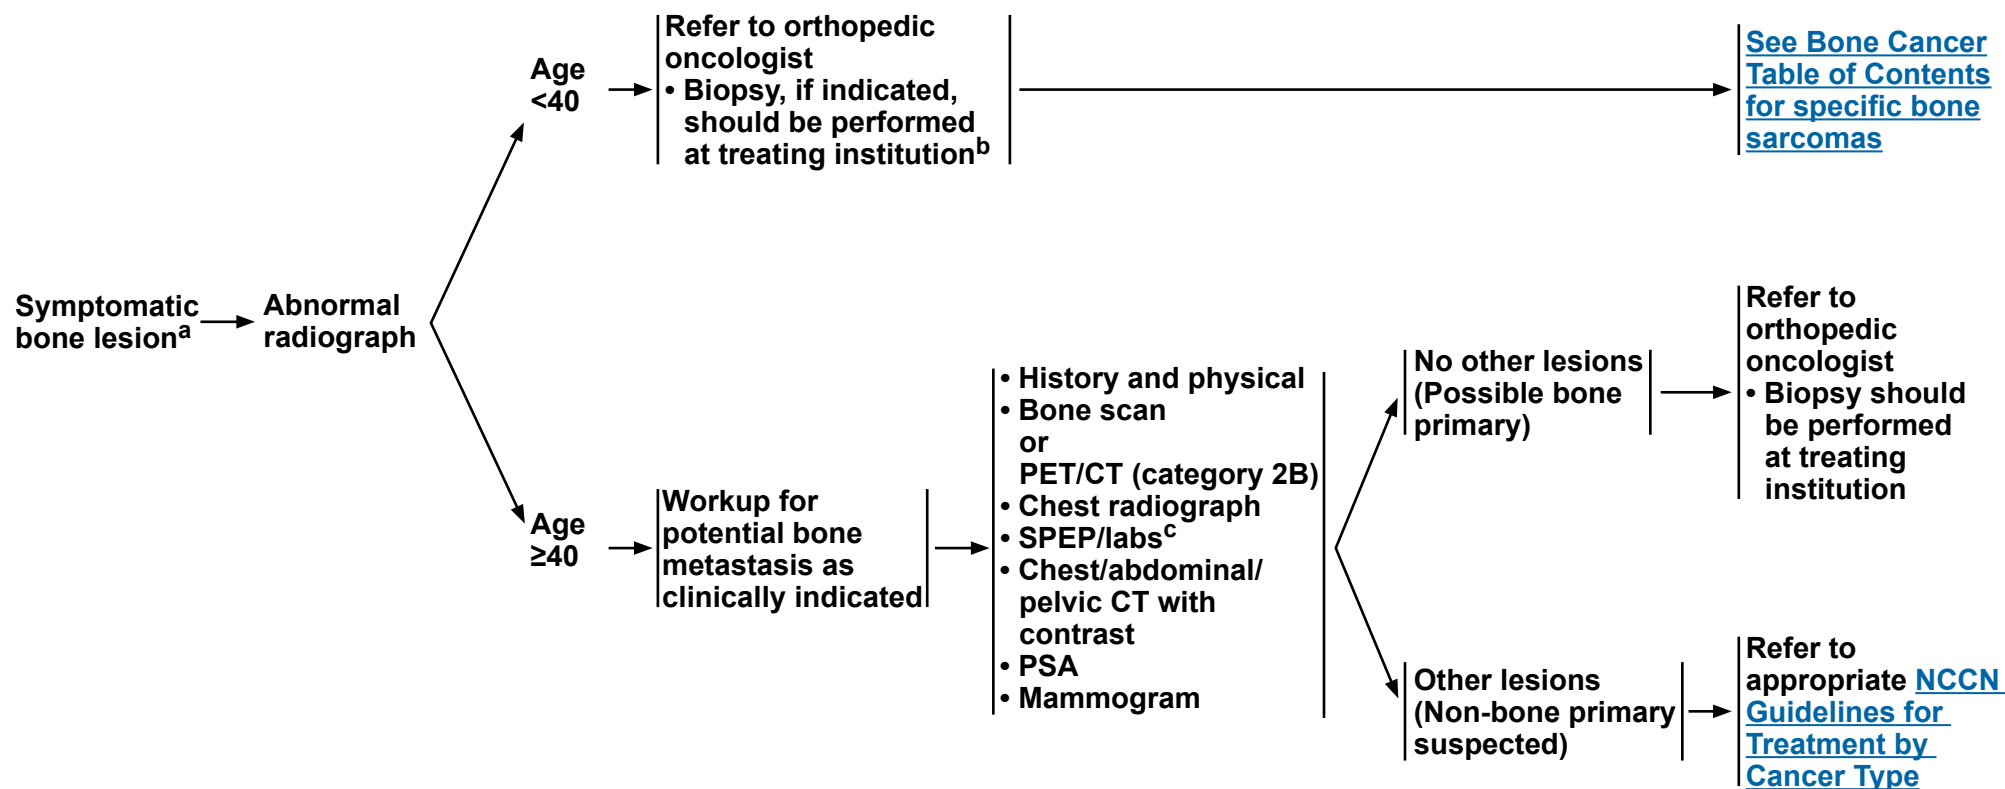 Symptomatic
bone lesionᵃ
Abnormal
radiograph
Age
<40
Refer to orthopedic
oncologist
• Biopsy, if indicated,
should be performed
at treating institutionᵇ
See Bone Cancer
Table of Contents
for specific bone
sarcomas
Age
≥40
Workup for
potential bone
metastasis as
clinically indicated
• History and physical
• Bone scan
or
PET/CT (category 2B)
• Chest radiograph
• SPEP/labsᶜ
• Chest/abdominal/
pelvic CT with
contrast
• PSA
• Mammogram
No other lesions
(Possible bone
primary)
Refer to
orthopedic
oncologist
• Biopsy should
be performed
at treating
institution
Other lesions
(Non-bone primary
suspected)
Refer to
appropriate NCCN
Guidelines for
Treatment by
Cancer Type